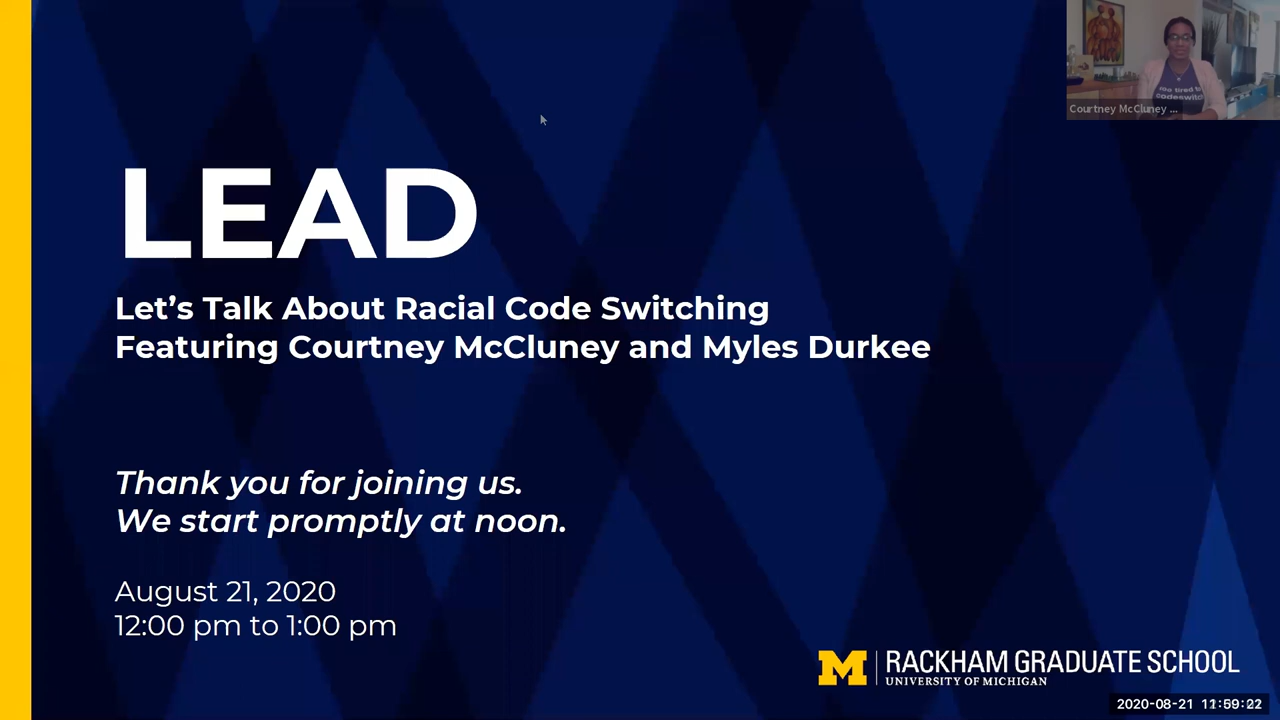 Courtney McCluney ...
LEAD
Let's Talk About Racial Code Switching
Featuring Courtney McCluney and Myles Durkee
Thank you for joining us.
We start promptly at noon.
August 21, 2020
12:00 pm to 1:00 pm
M
RACKHAM GRADUATE SCHOOL
UNIVERSITY OF MICHIGAN
2020-08-21 11:59:22